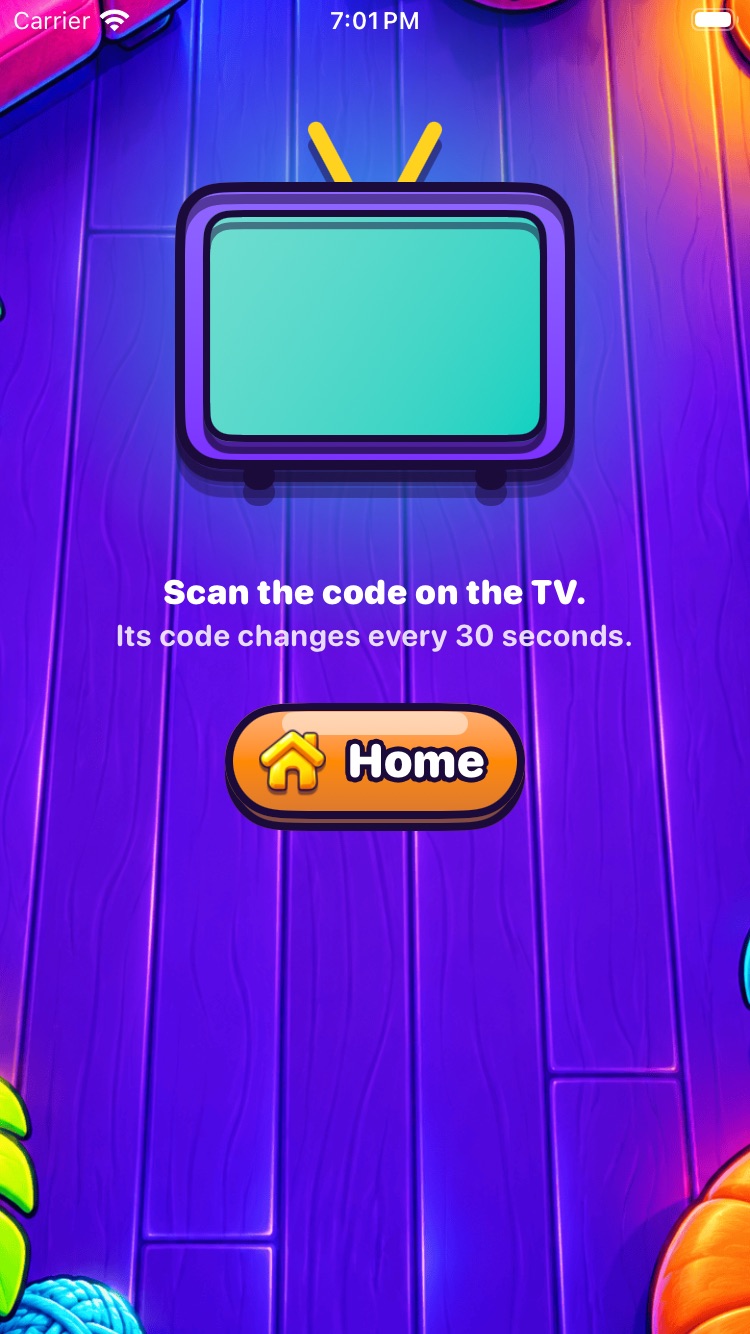 Carrier 7:01 PM
Scan the code on the TV.
Its code changes every 30 seconds.
Home